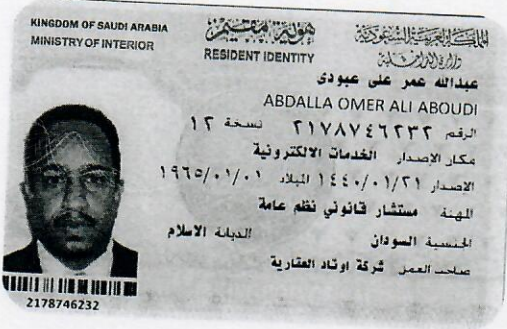 KINGDOM OF SAUDI ARABIA
MINISTRY OF INTERIOR
هوية مقيم
RESIDENT IDENTITY
المملكة العربية السعودية
وزارة الداخلية
عبدالله عمر علی عبودی
ABDALLA OMER ALI ABOUDI
الرقم ٢١٧٨٧٤٦٢٣٢ نسخة ١٢
مكان الإصدار الخدمات الالكترونية
الاصدار ١٤٤٠/٠١/٢١ الميلاد ١٩٦٥/٠١/٠١
المهنة مستشار قانوني نظم عامة
الجنسية السودان الديانة الاسلام
صاحب العمل شركة اوتاد العقارية
2178746232